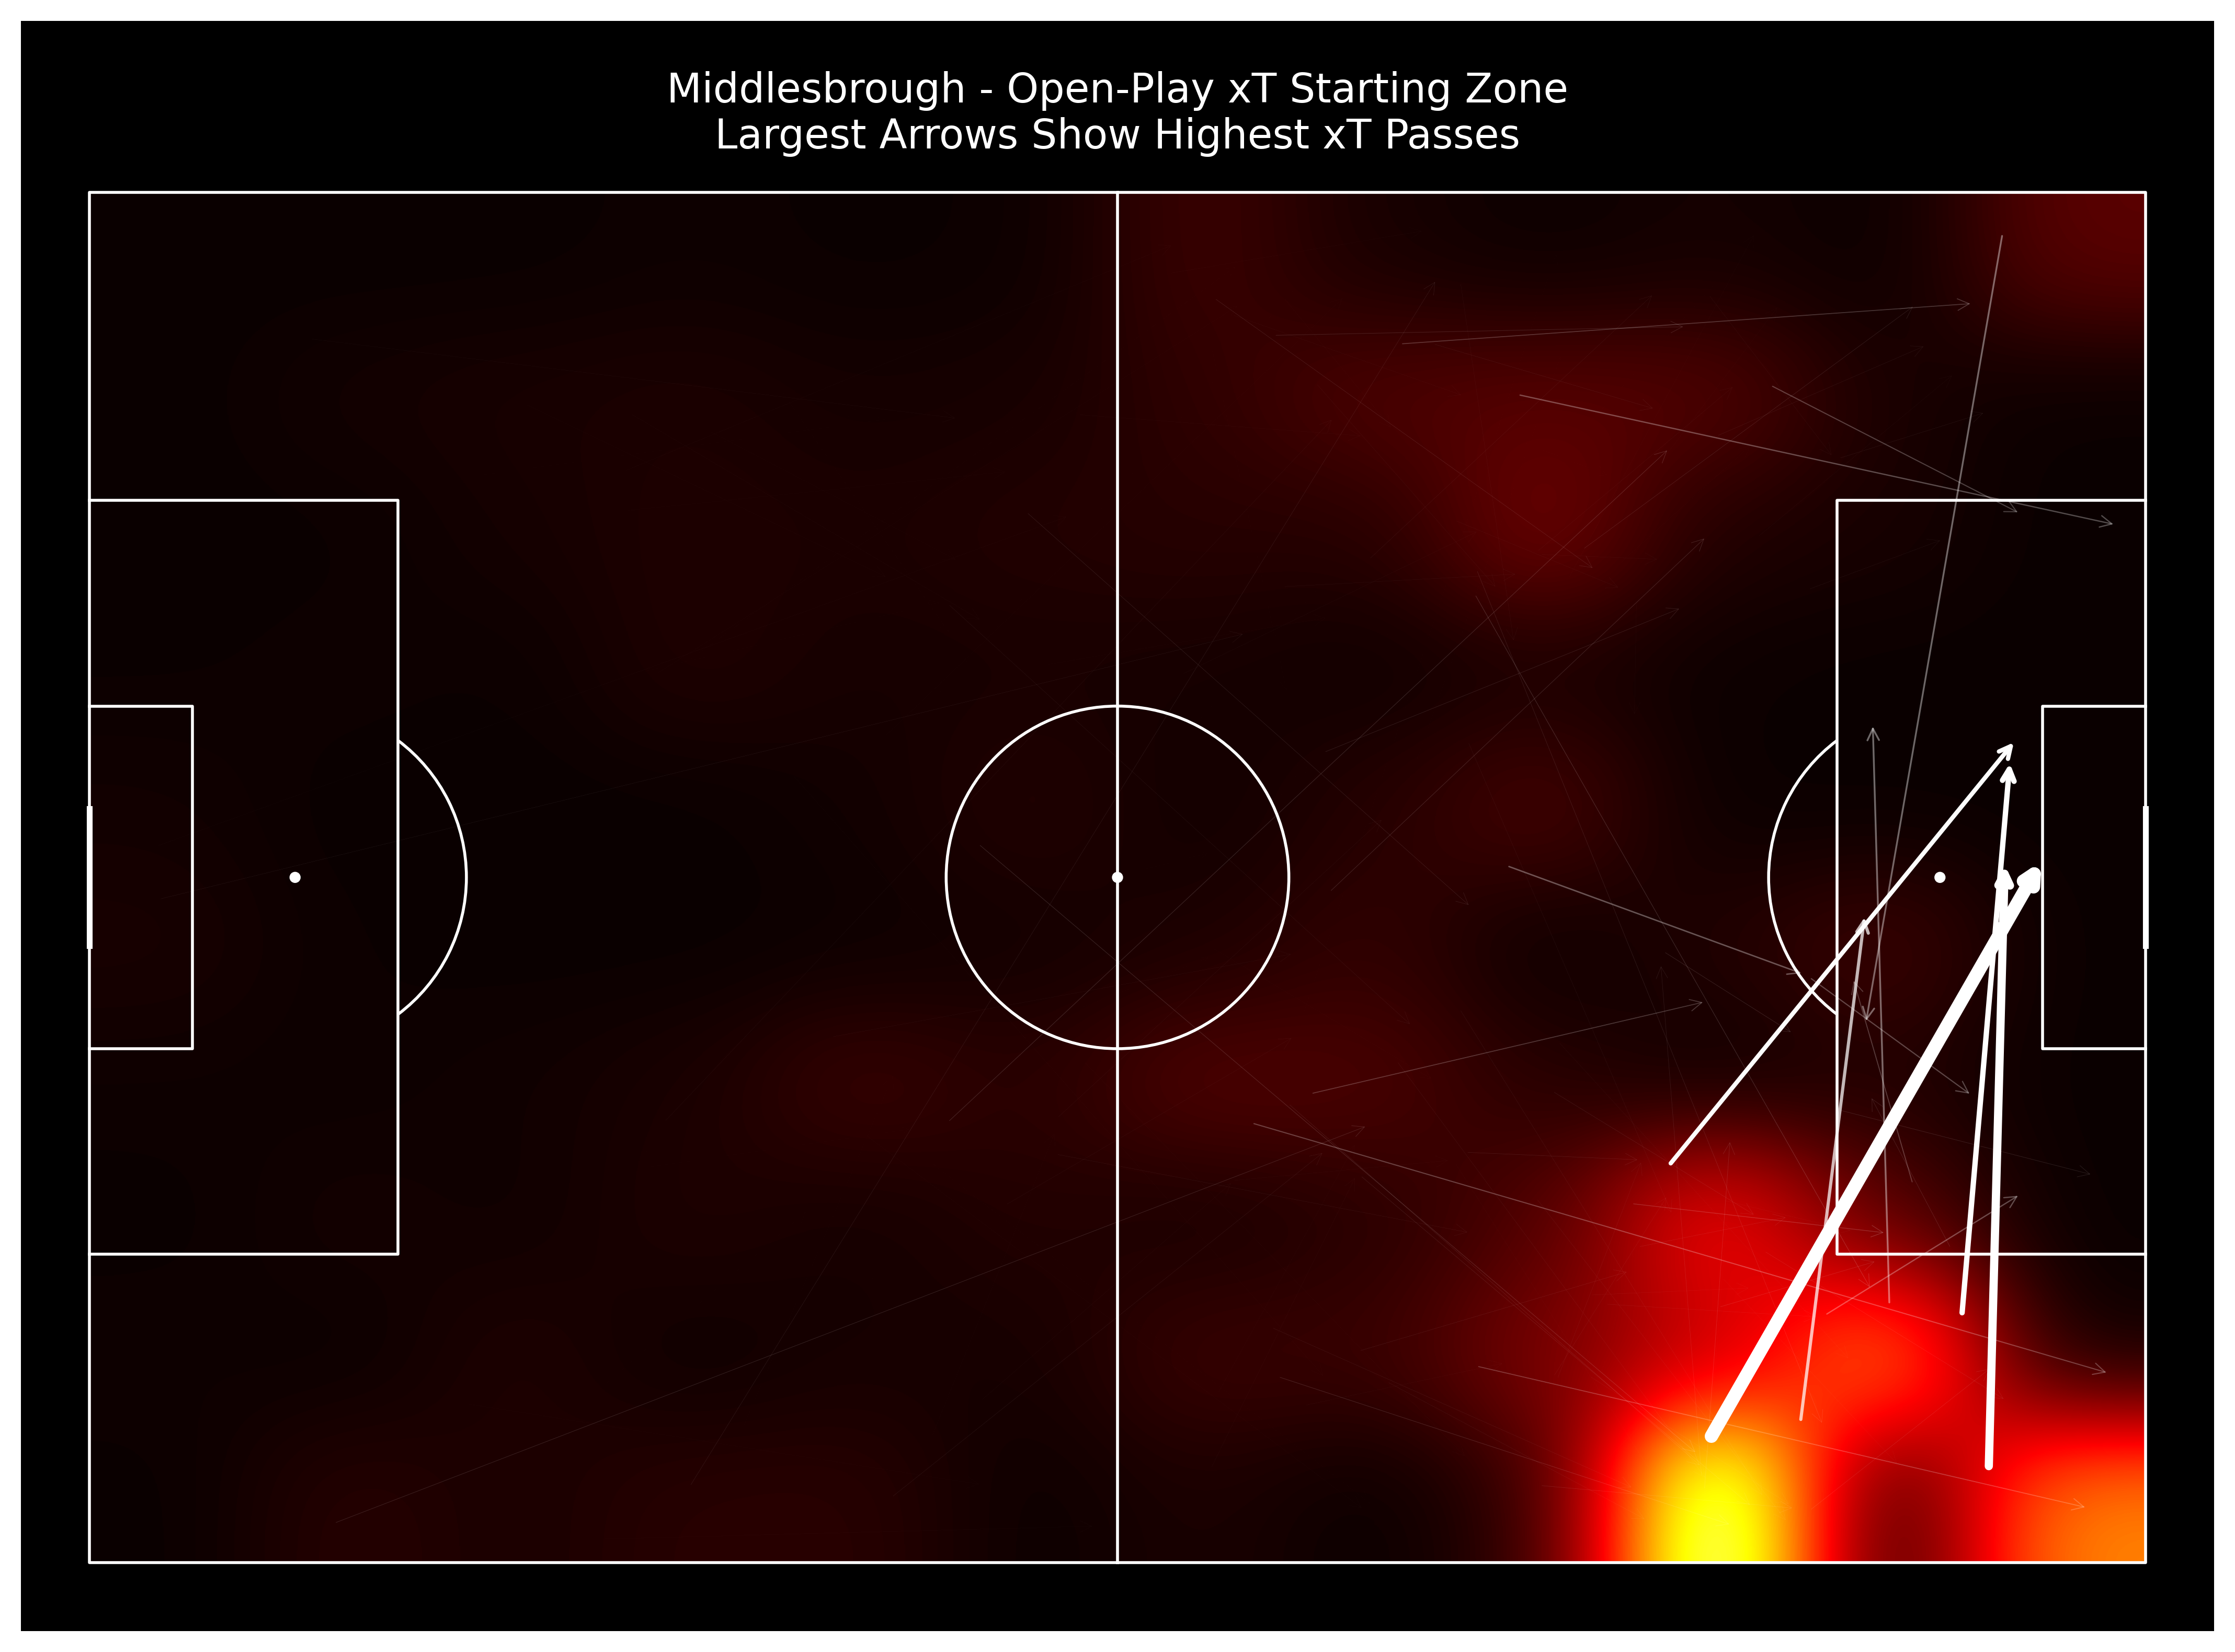 Middlesbrough - Open-Play xT Starting Zone
Largest Arrows Show Highest xT Passes